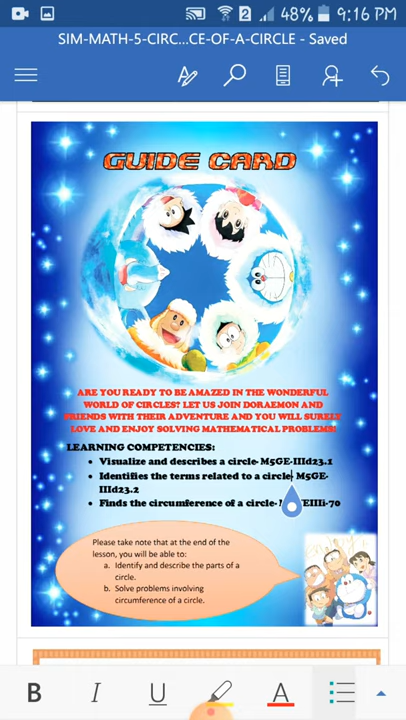 48% 9:16 PM
SIM-MATH-5-CIRC...CE-OF-A-CIRCLE - Saved
GUIDE CARD
ARE YOU READY TO BE AMAZED IN THE WONDERFUL
WORLD OF CIRCLES? LET US JOIN DORAEMON AND
FRIENDS WITH THEIR ADVENTURE AND YOU WILL SURELY
LOVE AND ENJOY SOLVING MATHEMATICAL PROBLEMS!
LEARNING COMPETENCIES:
• Visualize and describes a circle- M5GE-IIId23.1
• Identifies the terms related to a circle- M5GE-
IIId23.2
• Finds the circumference of a circle-
Please take note that at the end of the
lesson, you will be able to:
a. Identify and describe the parts of a
circle.
b. Solve problems involving
circumference of a circle.
B I U A